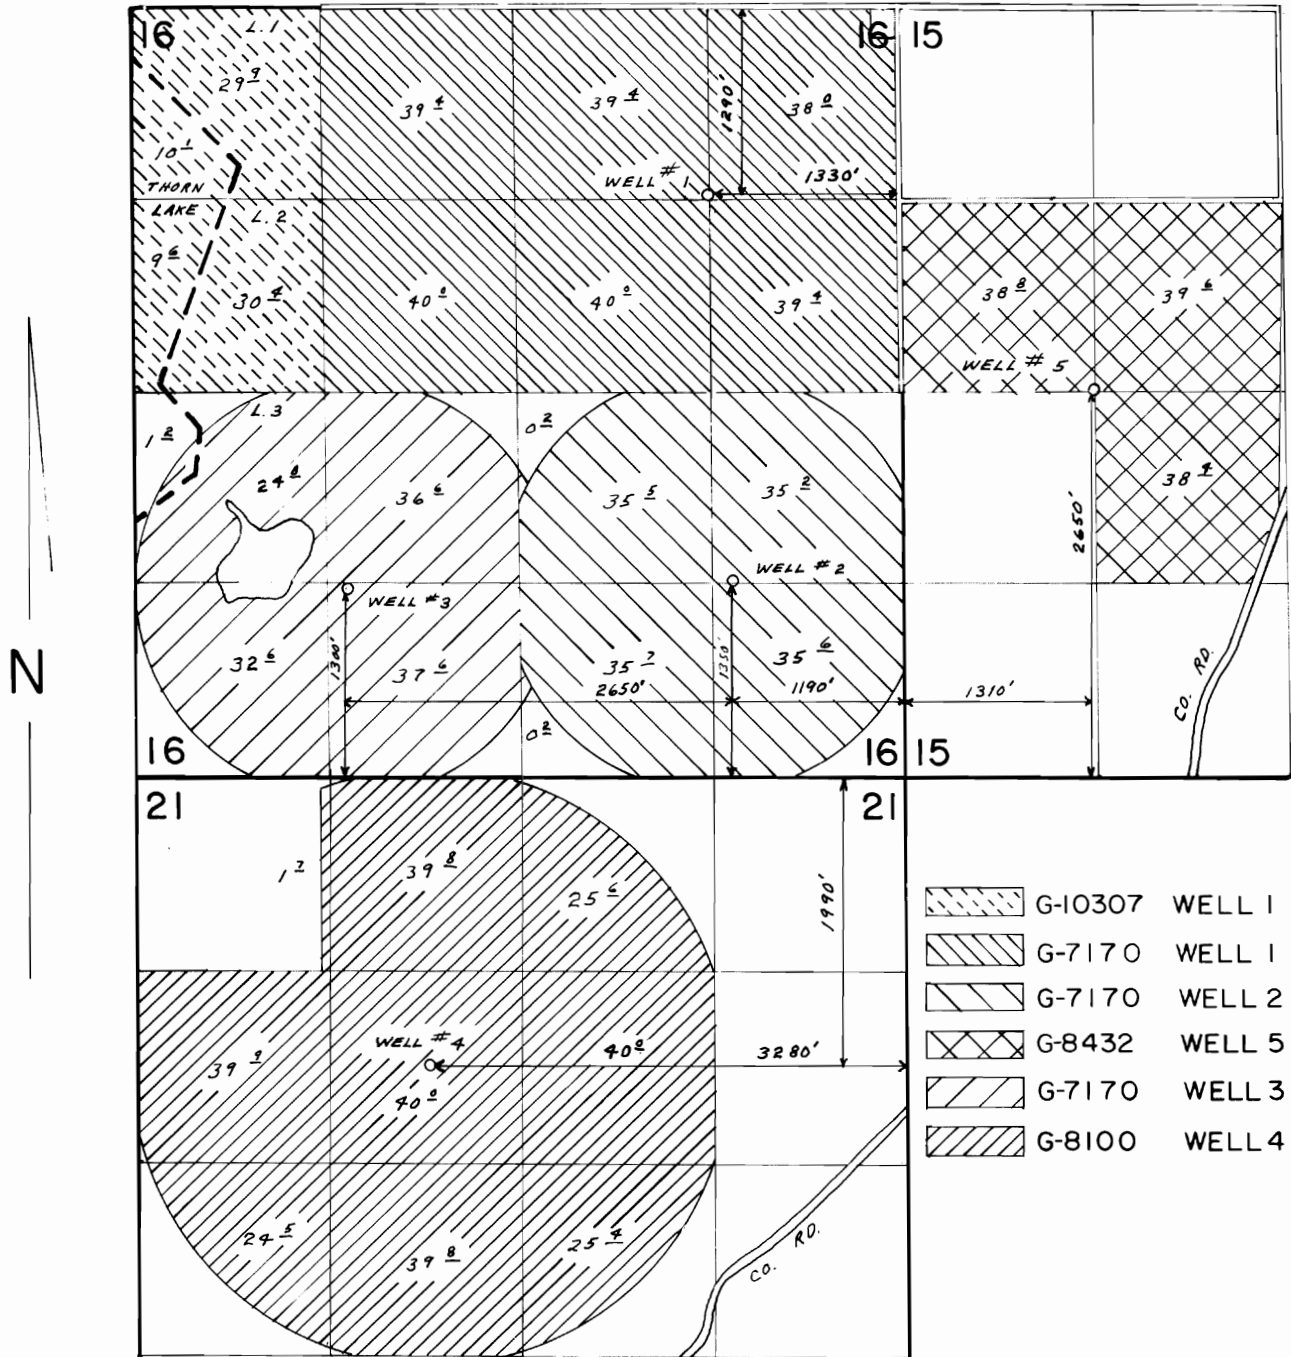 16
L.1
16
15
29 9
39 4
39 4
38 0
1290'
10 1
THORN
LAKE
WELL # 1
1330'
L.2
9 6
30 4
40 0
40 0
39 4
38 8
39 6
WELL # 5
L.3
1 2
0 2
24 0
36 6
35 5
35 2
38 4
2650'
WELL # 2
WELL # 3
N
32 6
1300'
37 6
35 7
1350'
35 6
2650'
1190'
1310'
CO. RD.
0 2
16
16
15
21
21
1 7
39 8
25 6
1990'
G-10307 WELL 1
G-7170 WELL 1
G-7170 WELL 2
G-8432 WELL 5
G-7170 WELL 3
G-8100 WELL 4
39 9
WELL # 4
40 0
40 0
3280'
24 5
39 8
25 4
CO. RD.